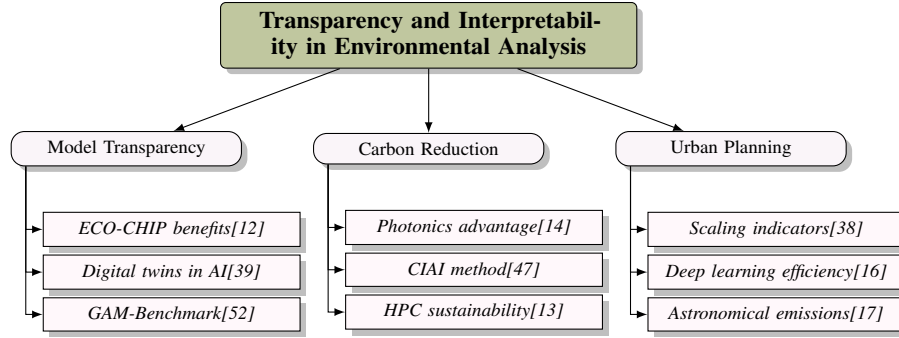 Transparency and Interpretabil-
ity in Environmental Analysis
Model Transparency
ECO-CHIP benefits[12]
Digital twins in AI[39]
GAM-Benchmark[52]
Carbon Reduction
Photonics advantage[14]
CIAI method[47]
HPC sustainability[13]
Urban Planning
Scaling indicators[38]
Deep learning efficiency[16]
Astronomical emissions[17]